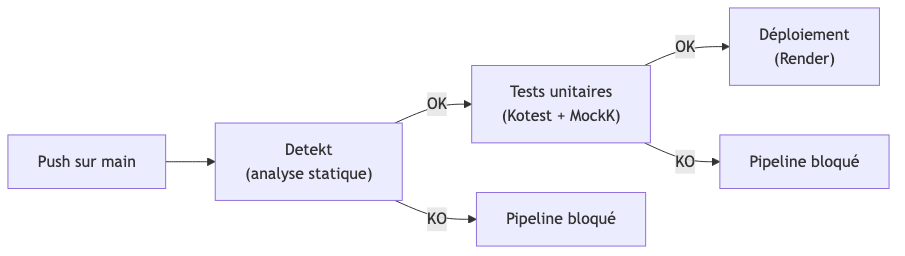 Push sur main
Detekt
(analyse statique)
OK
KO
Tests unitaires
(Kotest + MockK)
Pipeline bloqué
OK
KO
Déploiement
(Render)
Pipeline bloqué